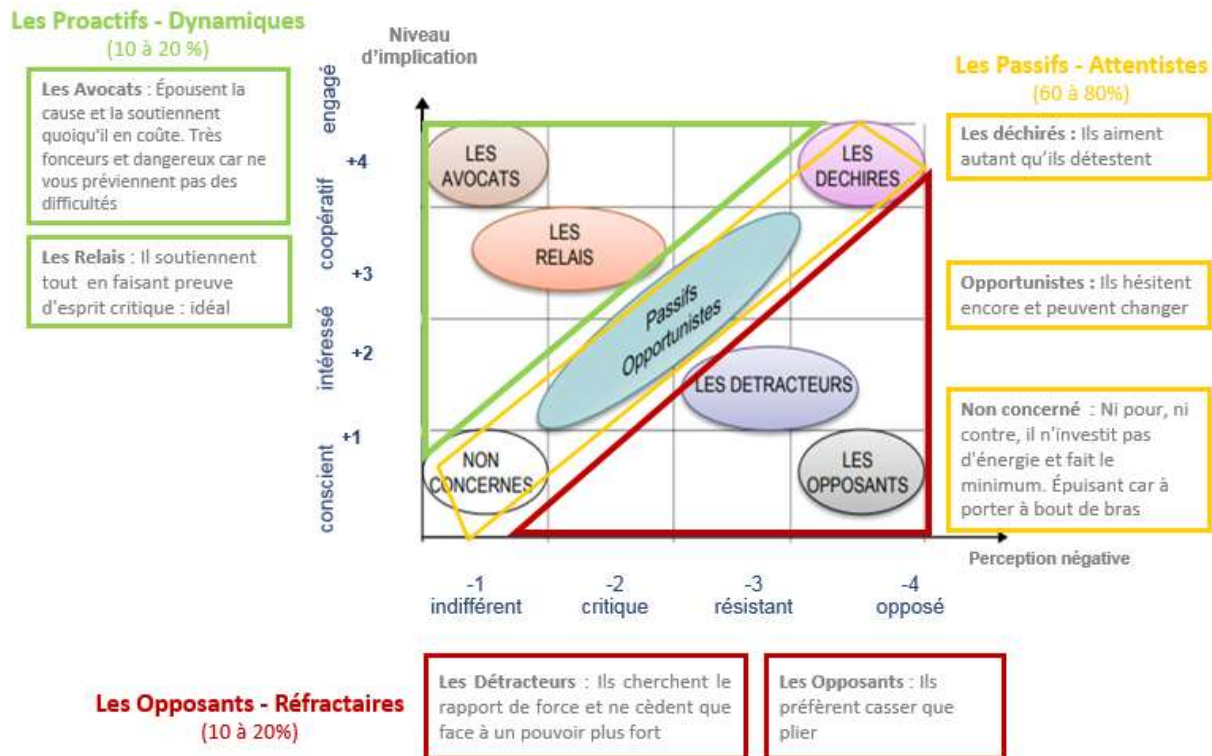 Les Proactifs - Dynamiques
(10 à 20 %)
Les Avocats : Épousent la
cause et la soutiennent
quoiqu'il en coûte. Très
fonceurs et dangereux car ne
vous préviennent pas des
difficultés
Les Relais : Il soutiennent
tout en faisant preuve
d'esprit critique : idéal
Niveau
d'implication
engagé
+4
coopératif
+3
intéressé
+2
+1
conscient
LES
AVOCATS
LES
RELAIS
LES
DECHIRES
Passifs
Opportunistes
LES DETRACTEURS
NON
CONCERNES
LES
OPPOSANTS
Perception négative
-1
indifférent
-2
critique
-3
résistant
-4
opposé
Les Passifs - Attentistes
(60 à 80%)
Les déchirés : Ils aiment
autant qu'ils détestent
Opportunistes : Ils hésitent
encore et peuvent changer
Non concerné : Ni pour, ni
contre, il n'investit pas
d'énergie et fait le
minimum. Épuisant car à
porter à bout de bras
Les Opposants - Réfractaires
(10 à 20%)
Les Détracteurs : Ils cherchent le
rapport de force et ne cèdent que
face à un pouvoir plus fort
Les Opposants : Ils
préfèrent casser que
plier